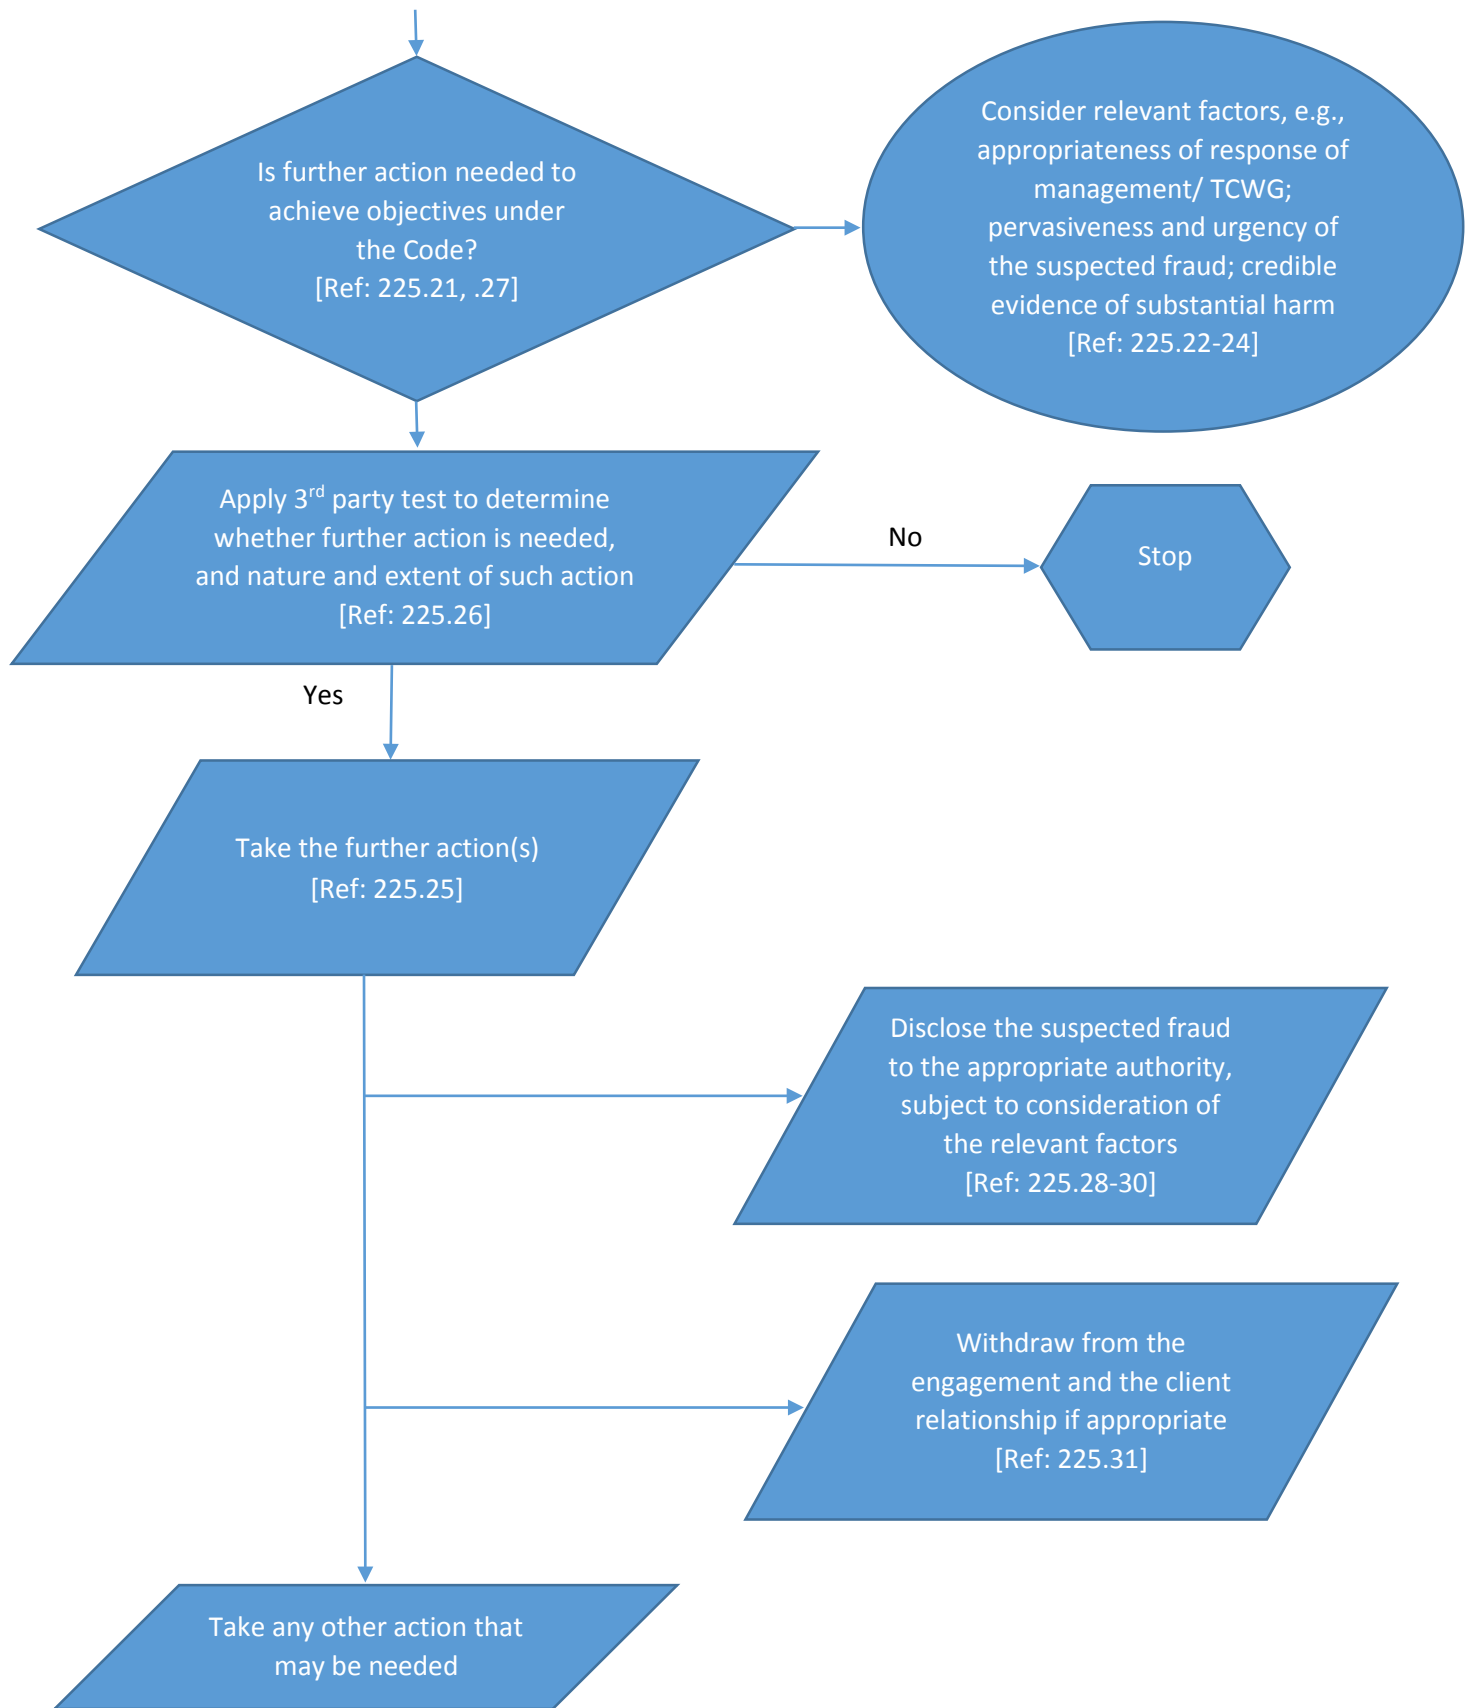 Is further action needed to
achieve objectives under
the Code?
[Ref: 225.21, .27]
Consider relevant factors, e.g.,
appropriateness of response of
management/ TCWG;
pervasiveness and urgency of
the suspected fraud; credible
evidence of substantial harm
[Ref: 225.22-24]
Apply 3rd party test to determine
whether further action is needed,
and nature and extent of such action
[Ref: 225.26]
No
Stop
Yes
Take the further action(s)
[Ref: 225.25]
Disclose the suspected fraud
to the appropriate authority,
subject to consideration of
the relevant factors
[Ref: 225.28-30]
Withdraw from the
engagement and the client
relationship if appropriate
[Ref: 225.31]
Take any other action that
may be needed